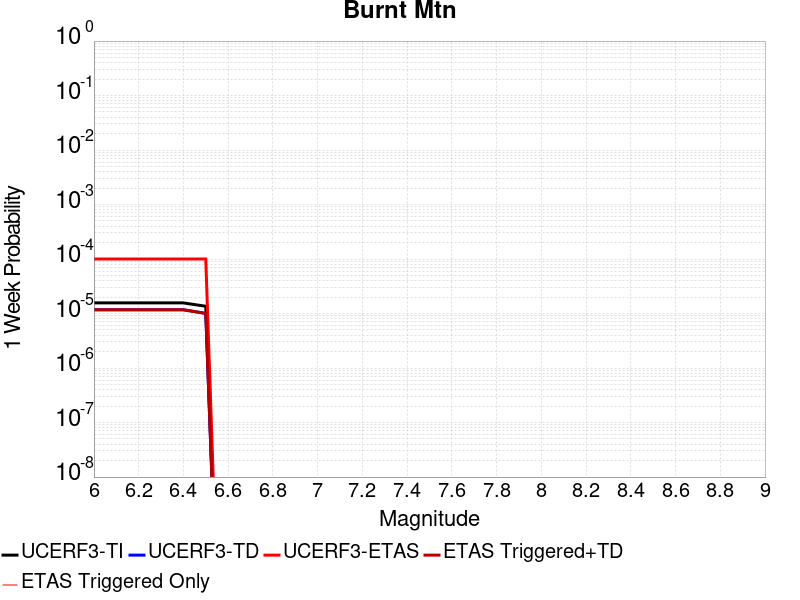 Burnt Mtn
10^0
10^-1
10^-2
10^-3
10^-4
10^-5
10^-6
10^-7
10^-8
1 Week Probability
6 6.2 6.4 6.6 6.8 7 7.2 7.4 7.6 7.8 8 8.2 8.4 8.6 8.8 9
Magnitude
UCERF3-TI UCERF3-TD UCERF3-ETAS ETAS Triggered+TD
ETAS Triggered Only